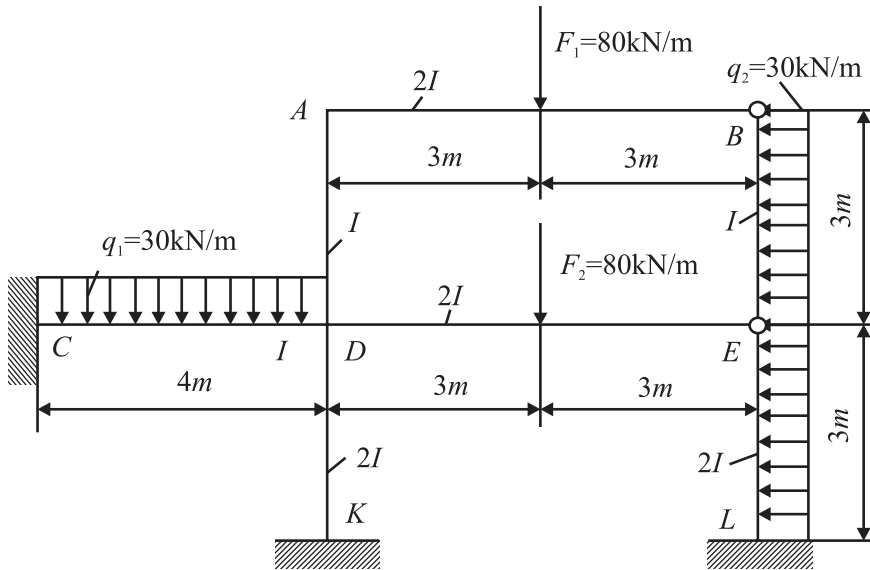 F₁=80kN/m
q₂=30kN/m
2I
A
B
3m
3m
I
I
3m
q₁=30kN/m
F₂=80kN/m
2I
C
I
D
E
4m
3m
3m
3m
2I
2I
K
L